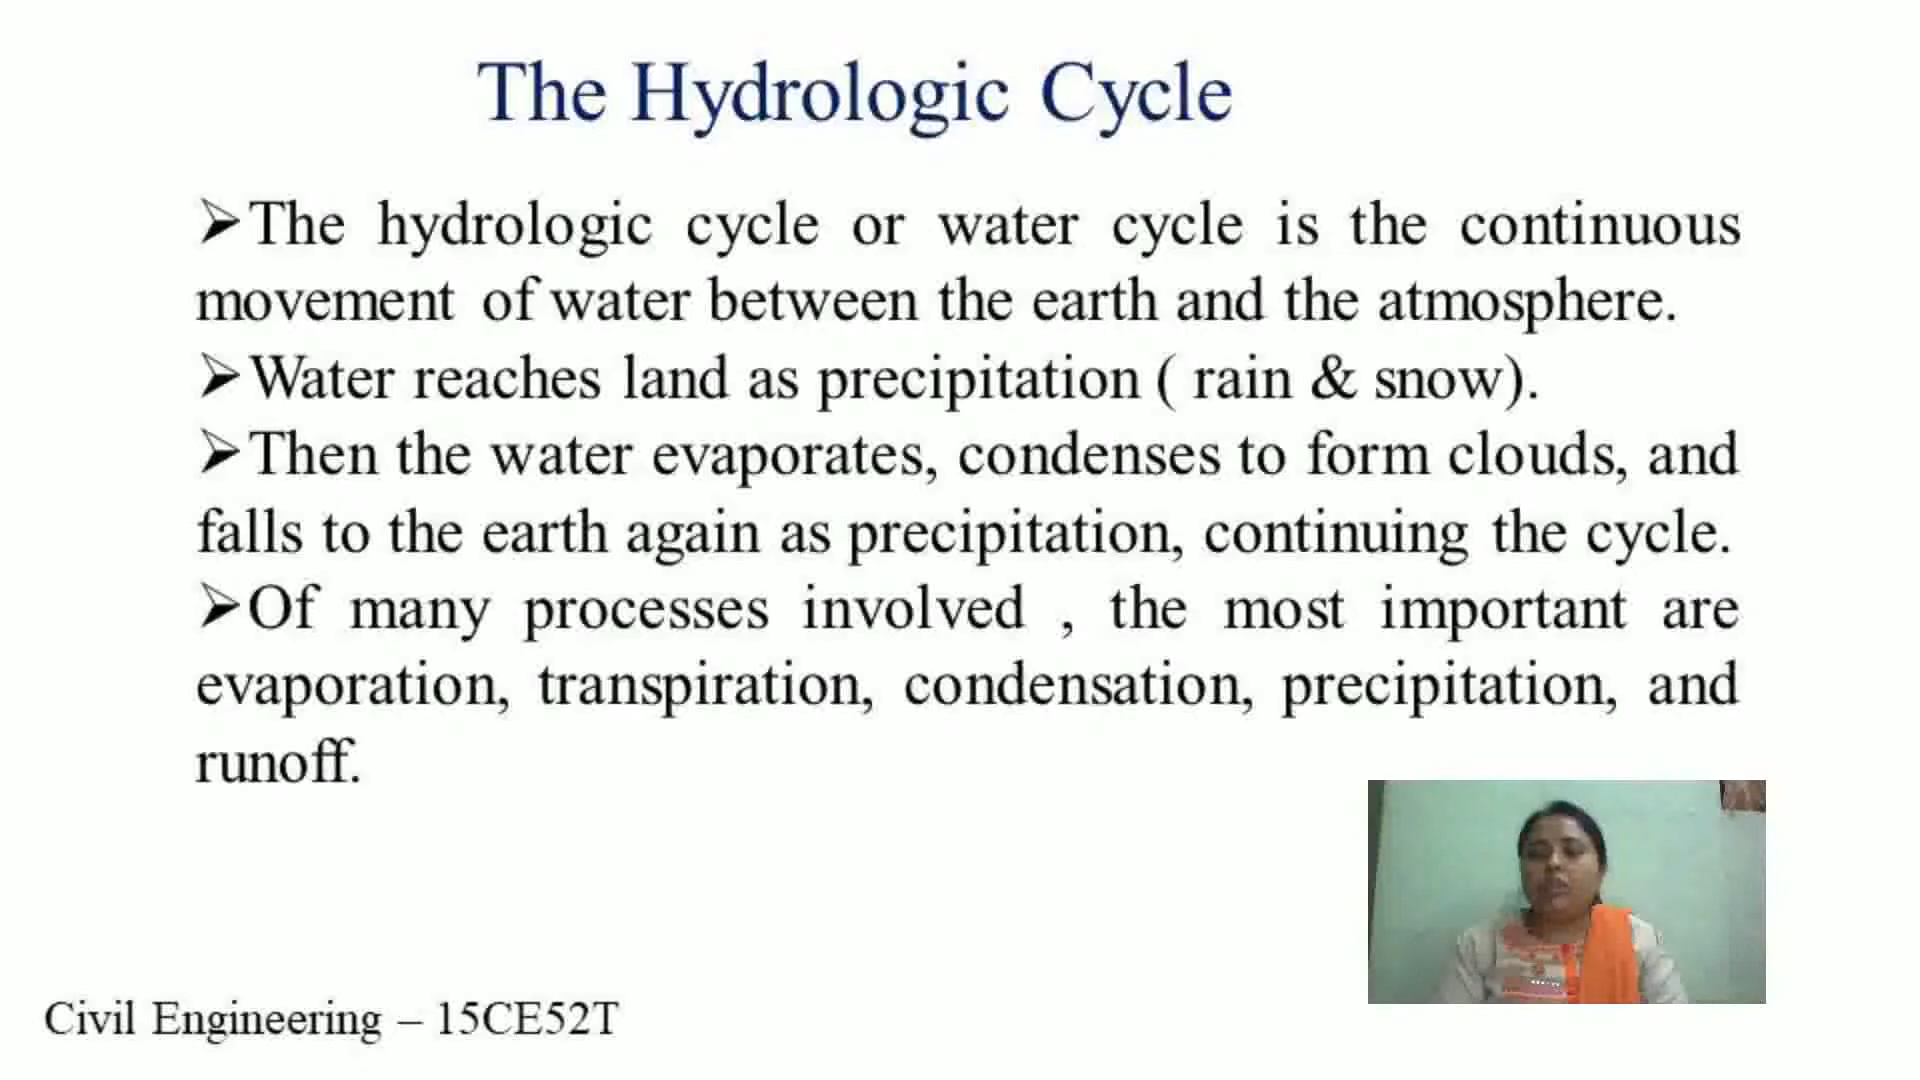 The Hydrologic Cycle
➢The hydrologic cycle or water cycle is the continuous
movement of water between the earth and the atmosphere.
➢Water reaches land as precipitation ( rain & snow).
➢Then the water evaporates, condenses to form clouds, and
falls to the earth again as precipitation, continuing the cycle.
➢Of many processes involved , the most important are
evaporation, transpiration, condensation, precipitation, and
runoff.
Civil Engineering – 15CE52T